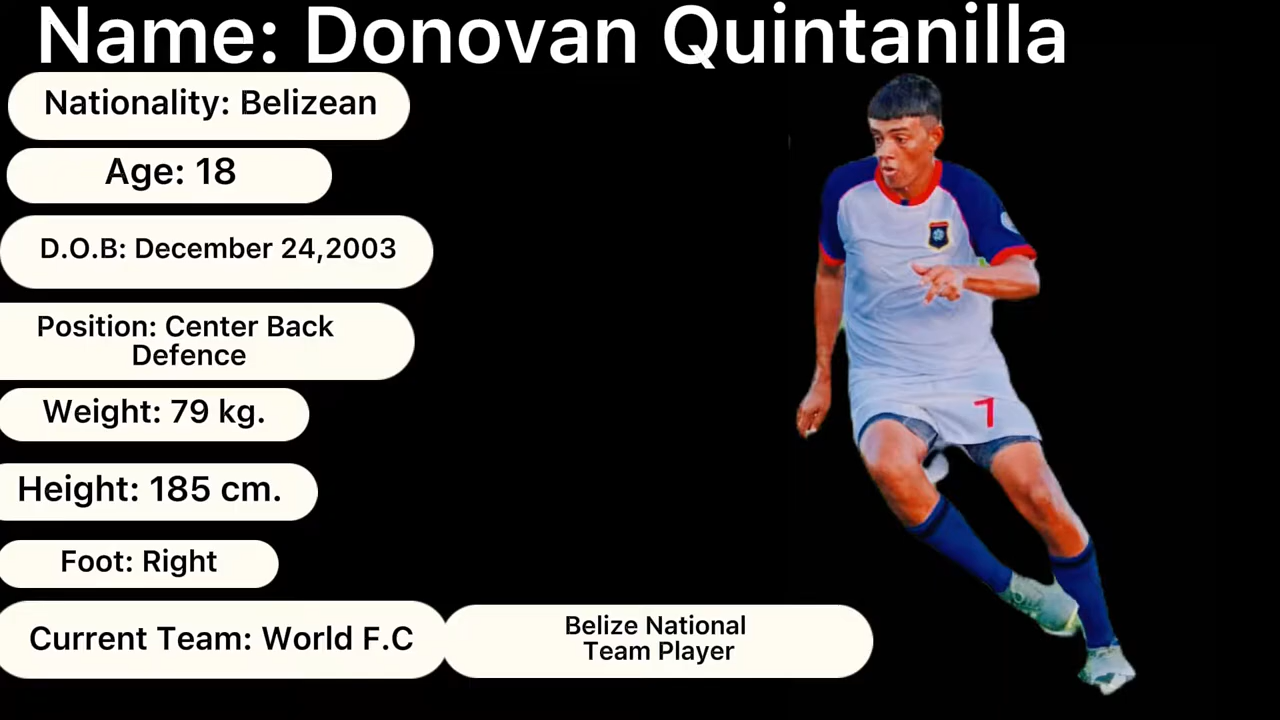 Name: Donovan Quintanilla
Nationality: Belizean
Age: 18
D.O.B: December 24,2003
Position: Center Back
Defence
Weight: 79 kg.
Height: 185 cm.
Foot: Right
Current Team: World F.C
Belize National
Team Player
7